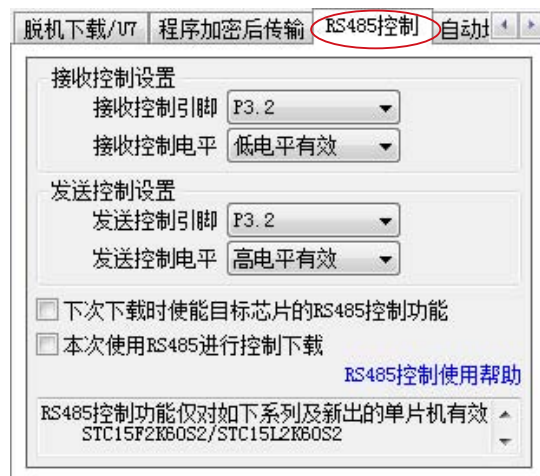 脱机下载/U7 程序加密后传输 RS485控制 自动
接收控制设置
接收控制引脚 P3.2
接收控制电平 低电平有效
发送控制设置
发送控制引脚 P3.2
发送控制电平 高电平有效
下次下载时使能目标芯片的RS485控制功能
本次使用RS485进行控制下载
RS485控制使用帮助
RS485控制功能仅对如下系列及新出的单片机有效
STC15F2K60S2/STC15L2K60S2